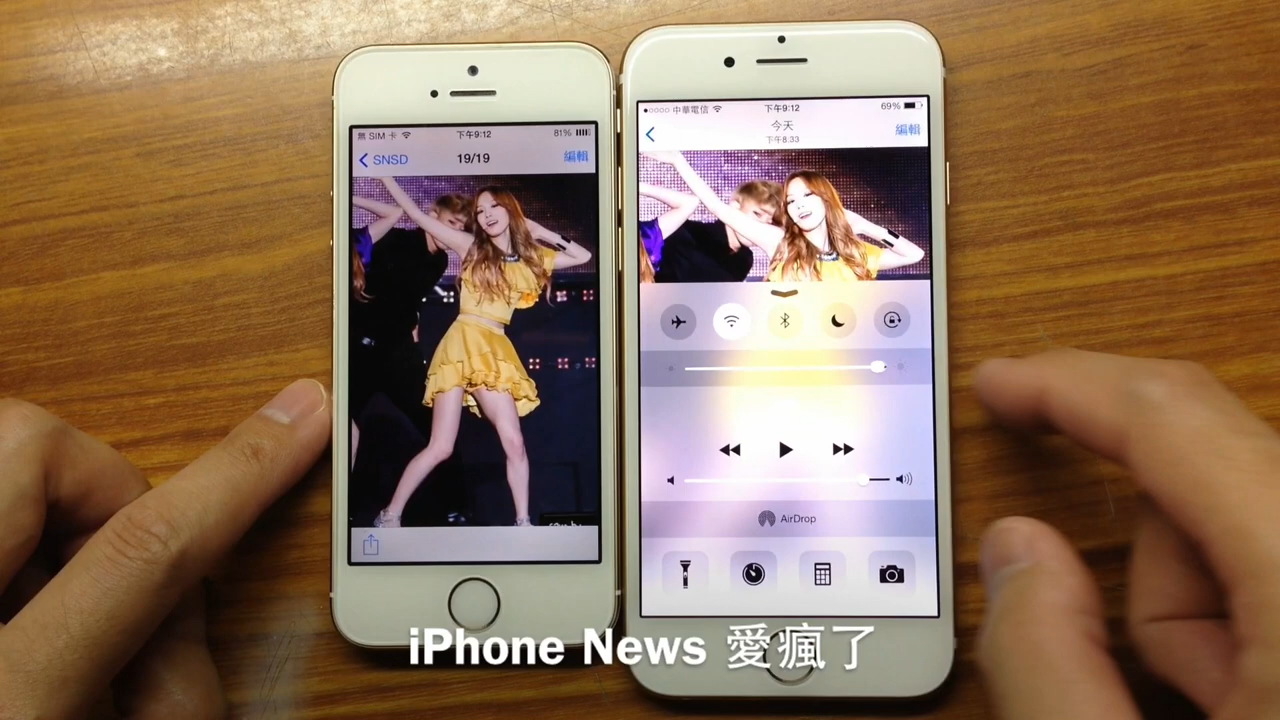 無 SIM 卡
下午9:12
81%
SNSD
19/19
編輯
中華電信
下午9:12
69%
今天
下午8:33
編輯
AirDrop
iPhone News 愛瘋了